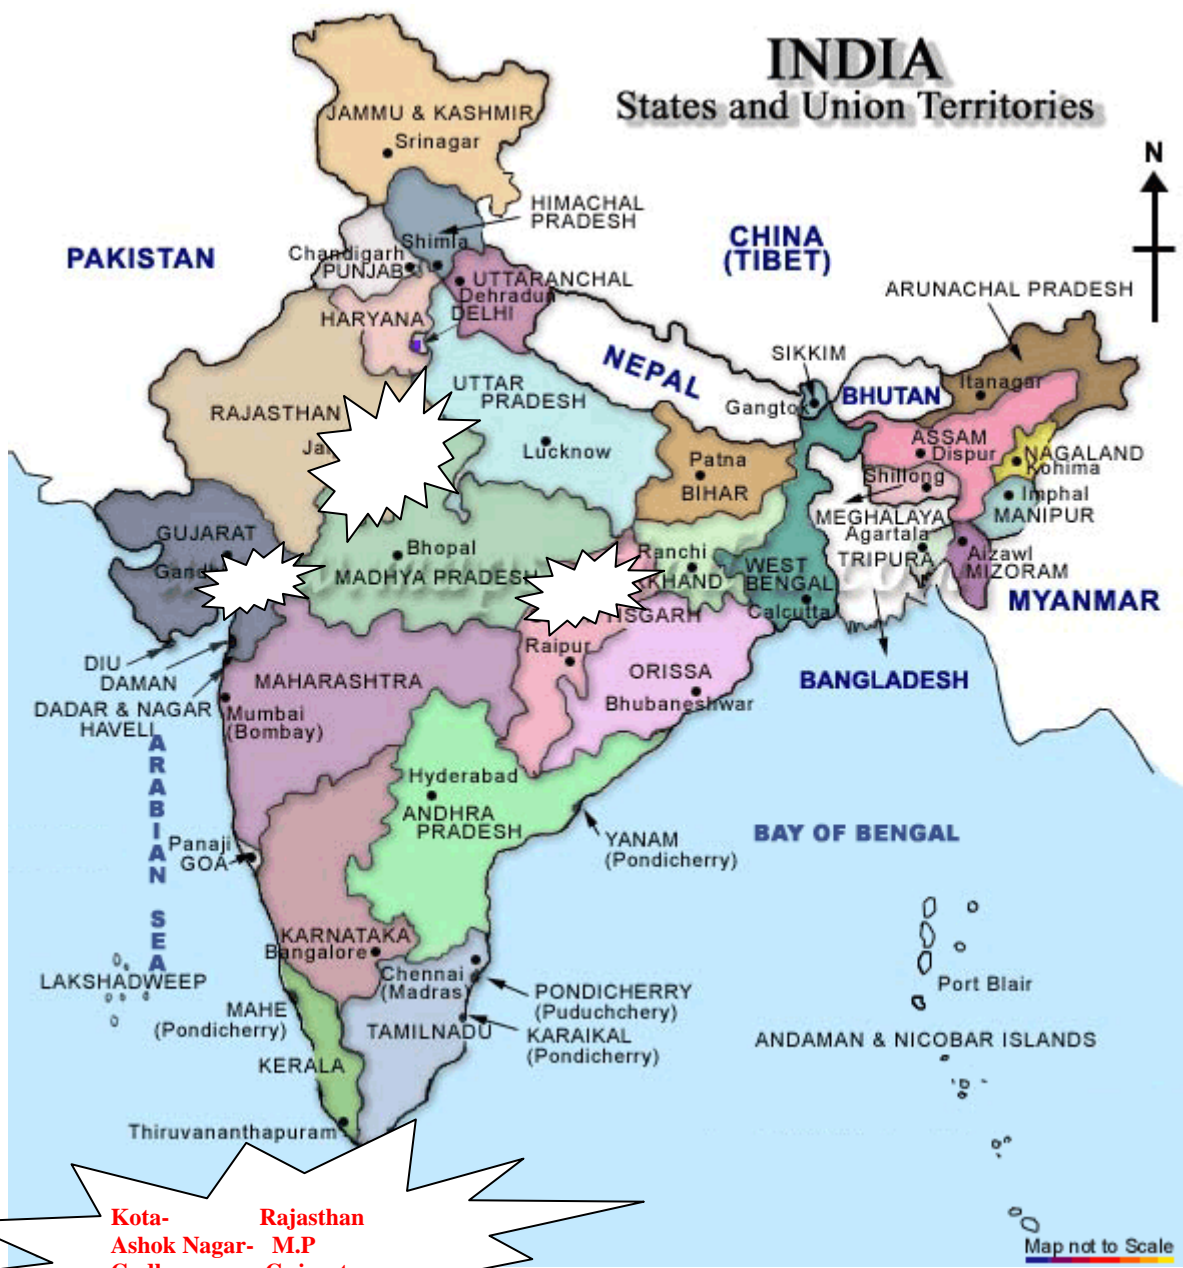 INDIA
States and Union Territories
N
JAMMU & KASHMIR
Srinagar
HIMACHAL
PRADESH
PAKISTAN
CHINA
(TIBET)
Shimla
Chandigarh
PUNJAB
UTTARANCHAL
Dehradun
DELHI
HARYANA
ARUNACHAL PRADESH
NEPAL
SIKKIM
BHUTAN
Itanagar
Gangtok
UTTAR
PRADESH
RAJASTHAN
Lucknow
Patna
BIHAR
ASSAM
Dispur
NAGALAND
Kohima
Shillong
Imphal
MANIPUR
MEGHALAYA
Agartala
TRIPURA
Aizawl
MIZORAM
GUJARAT
Bhopal
MADHYA PRADESH
Ranchi
WEST
BENGAL
Calcutta
MYANMAR
Raipur
ORISSA
Bhubaneshwar
BANGLADESH
DIU
DAMAN
DADAR & NAGAR
HAVELI
MAHARASHTRA
Mumbai
(Bombay)
ARABIAN SEA
Hyderabad
ANDHRA
PRADESH
YANAM
(Pondicherry)
BAY OF BENGAL
Panaji
GOA
KARNATAKA
Bangalore
Chennai
(Madras)
LAKSHADWEEP
MAHE
(Pondicherry)
PONDICHERRY
(Puduchchery)
TAMILNADU
KARAIKAL
(Pondicherry)
KERALA
Port Blair
ANDAMAN & NICOBAR ISLANDS
Thiruvananthapuram
Kota- Rajasthan
Ashok Nagar- M.P
Map not to Scale